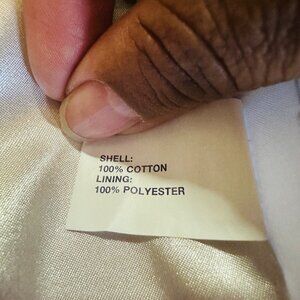 SHELL:
100% COTTON
LINING:
100% POLYESTER